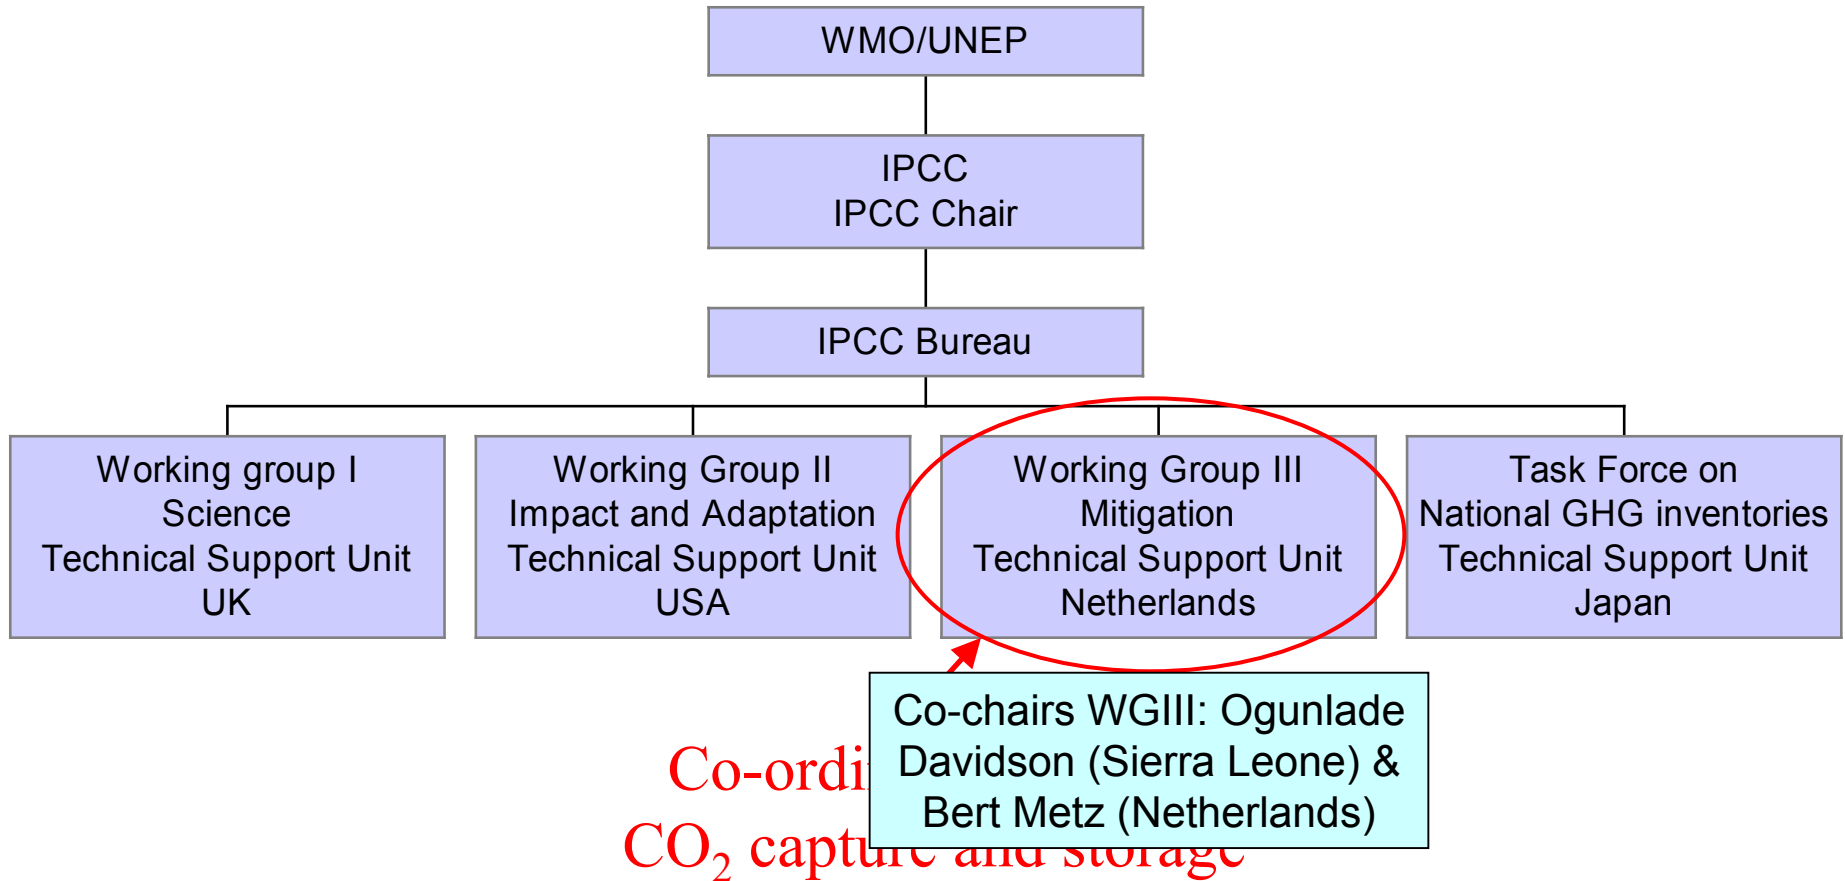 WMO/UNEP
IPCC
IPCC Chair
IPCC Bureau
Working group I
Science
Technical Support Unit
UK
Working Group II
Impact and Adaptation
Technical Support Unit
USA
Working Group III
Mitigation
Technical Support Unit
Netherlands
Task Force on
National GHG inventories
Technical Support Unit
Japan
Co-chairs WGIII: Ogunlade
Davidson (Sierra Leone) &
Bert Metz (Netherlands)
CO₂ capture and storage